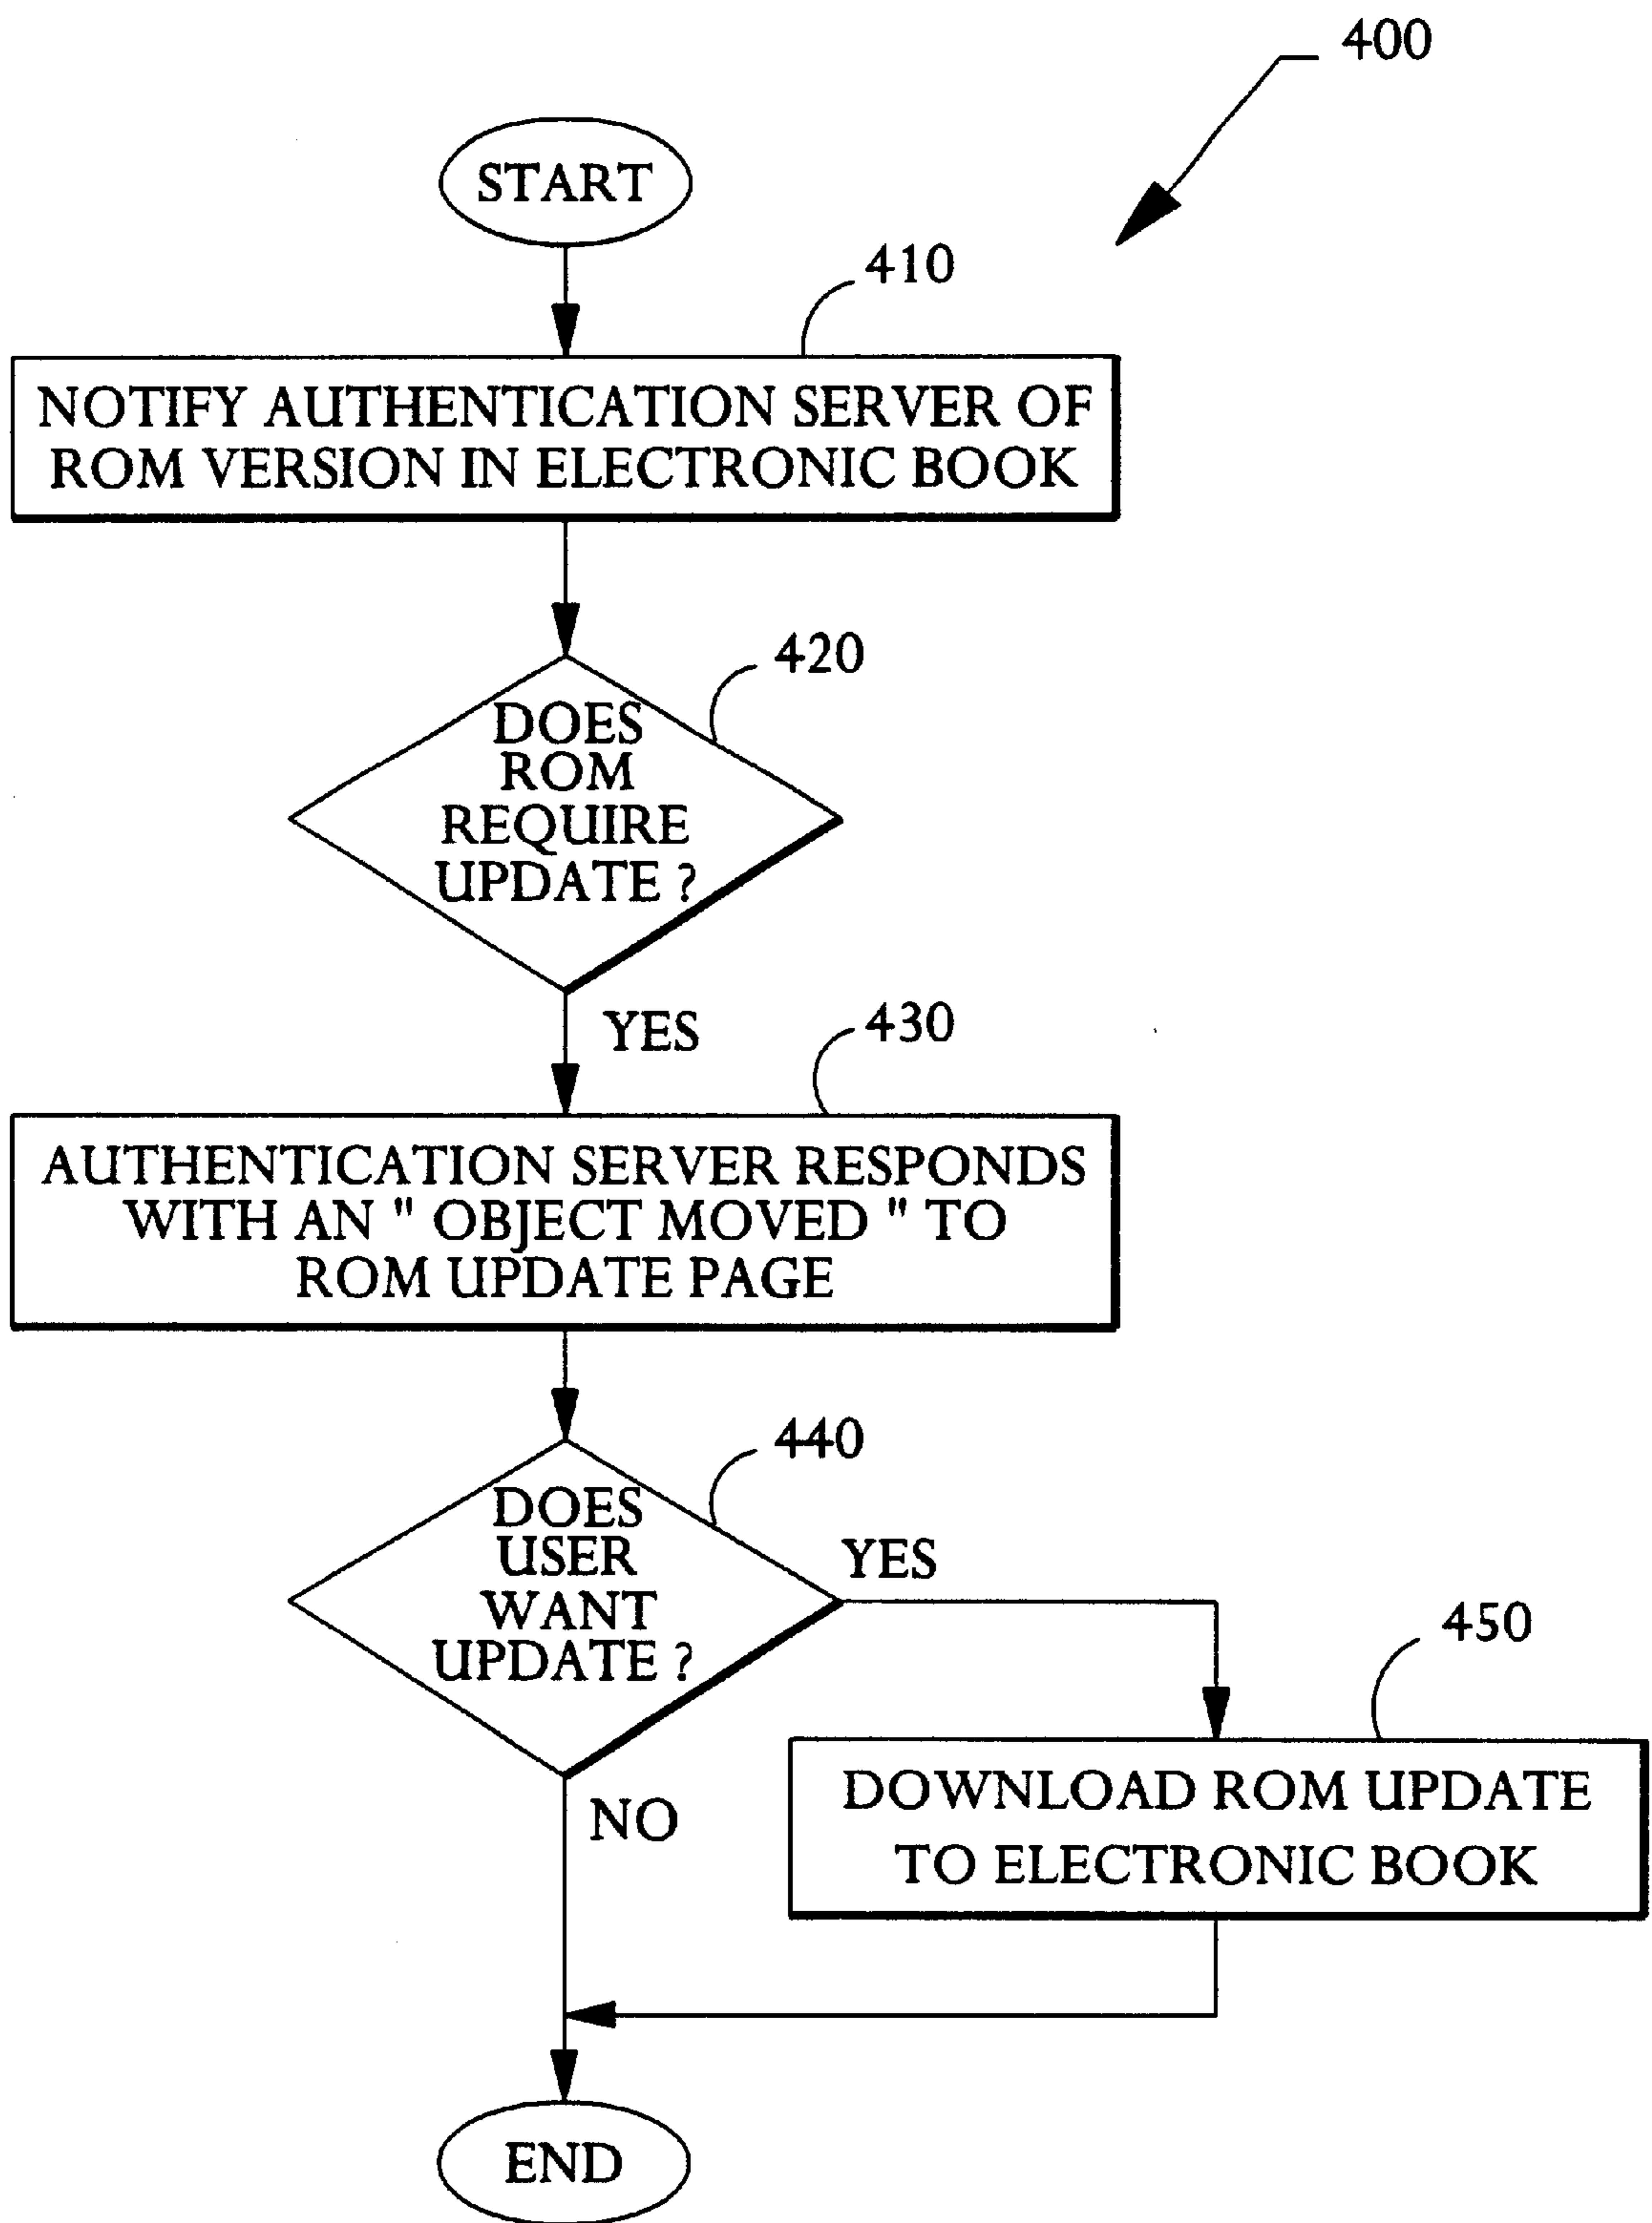 400
START
410
NOTIFY AUTHENTICATION SERVER OF
ROM VERSION IN ELECTRONIC BOOK
420
DOES
ROM
REQUIRE
UPDATE ?
YES
430
AUTHENTICATION SERVER RESPONDS
WITH AN " OBJECT MOVED " TO
ROM UPDATE PAGE
440
DOES
USER
WANT
UPDATE ?
YES
450
DOWNLOAD ROM UPDATE
TO ELECTRONIC BOOK
NO
END